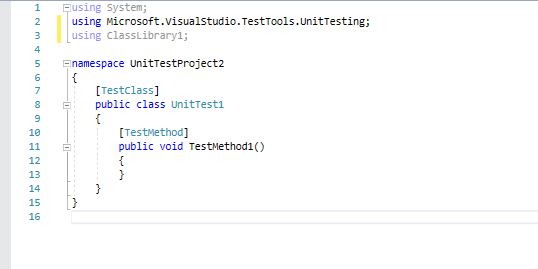 1 using System;
2 using Microsoft.VisualStudio.TestTools.UnitTesting;
3 using ClassLibrary1;
4
5 namespace UnitTestProject2
6 {
7 [TestClass]
8 public class UnitTest1
9 {
10 [TestMethod]
11 public void TestMethod1()
12 {
13 }
14 }
15 }
16